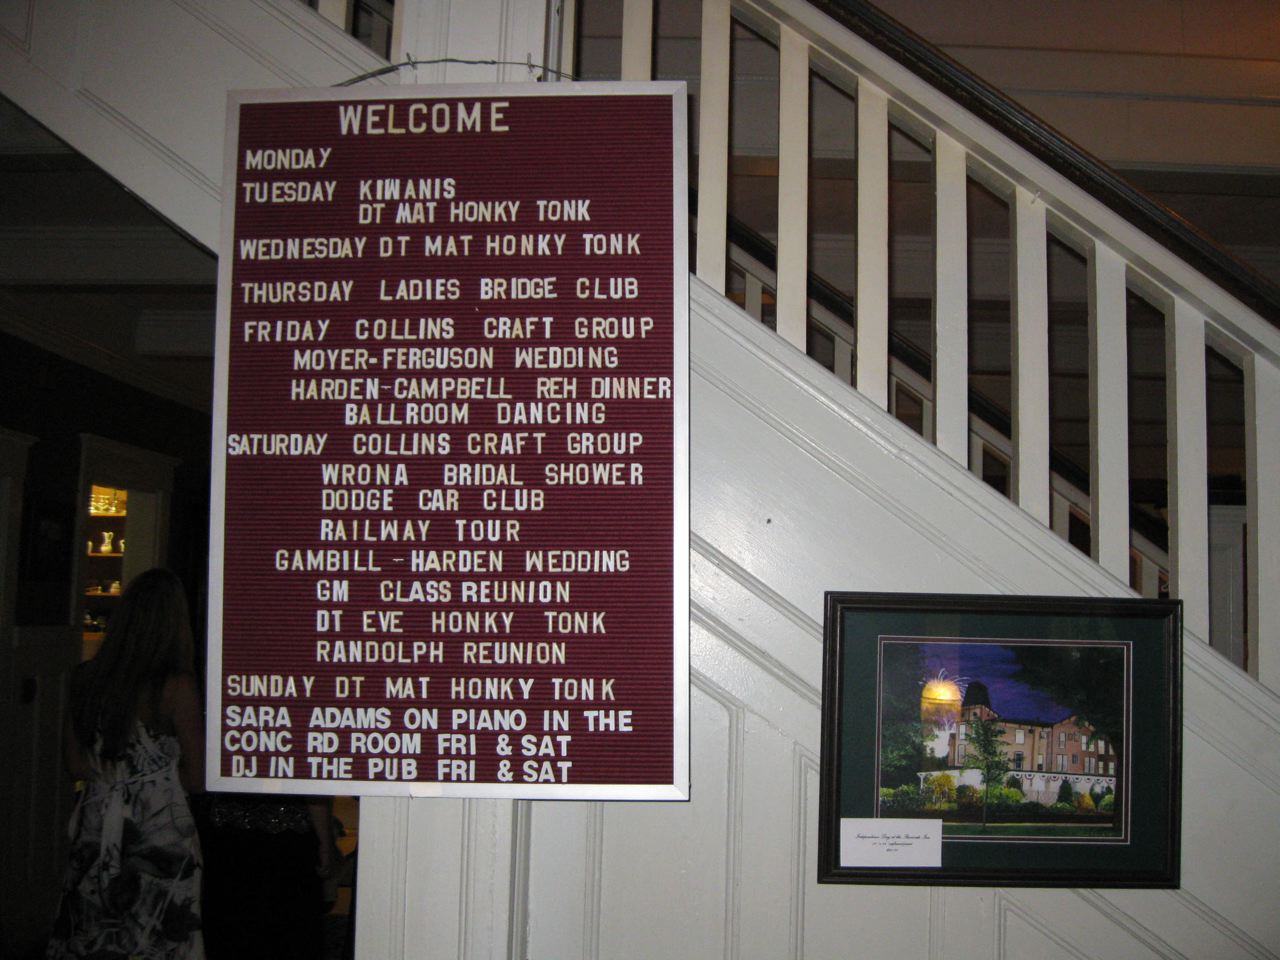 WELCOME
MONDAY
TUESDAY KIWANIS
DT MAT HONKY TONK
WEDNESDAY DT MAT HONKY TONK
THURSDAY LADIES BRIDGE CLUB
FRIDAY COLLINS CRAFT GROUP
MOYER-FERGUSON WEDDING
HARDEN-CAMPBELL REH DINNER
BALLROOM DANCING
SATURDAY COLLINS CRAFT GROUP
WRONA BRIDAL SHOWER
DODGE CAR CLUB
RAILWAY TOUR
GAMBILL-HARDEN WEDDING
GM CLASS REUNION
DT EVE HONKY TONK
RANDOLPH REUNION
SUNDAY DT MAT HONKY TONK
SARA ADAMS ON PIANO IN THE
CONC RD ROOM FRI & SAT
DJ IN THE PUB FRI & SAT
Independence Day at the